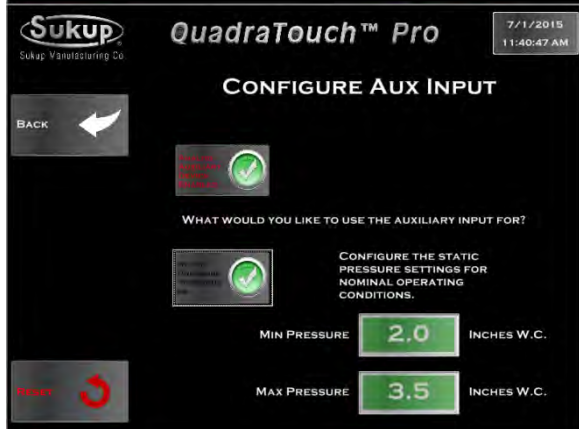 SUKUP
Sukup Manufacturing Co.
QuadraTouch™ Pro
7/1/2015
11:40:47 AM
CONFIGURE AUX INPUT
BACK
WHAT WOULD YOU LIKE TO USE THE AUXILIARY INPUT FOR?
CONFIGURE THE STATIC
PRESSURE SETTINGS FOR
NOMINAL OPERATING
CONDITIONS.
MIN PRESSURE 2.0 INCHES W.C.
MAX PRESSURE 3.5 INCHES W.C.